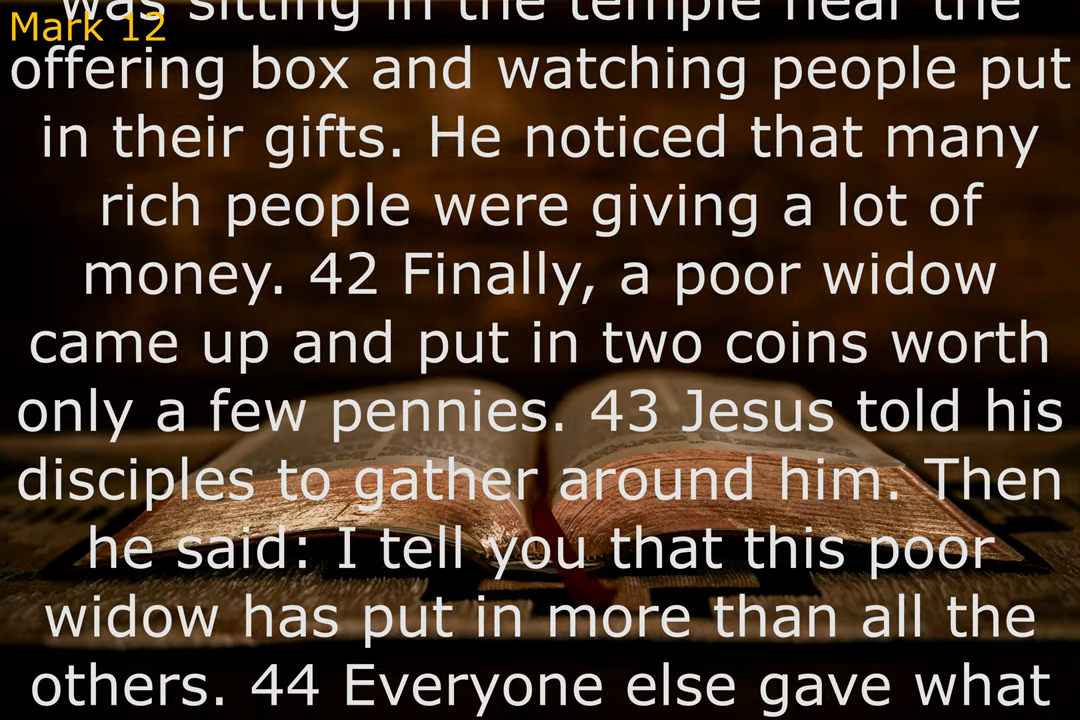 was sitting in the temple near the
Mark 12
offering box and watching people put
in their gifts. He noticed that many
rich people were giving a lot of
money. 42 Finally, a poor widow
came up and put in two coins worth
only a few pennies. 43 Jesus told his
disciples to gather around him. Then
he said: I tell you that this poor
widow has put in more than all the
others. 44 Everyone else gave what